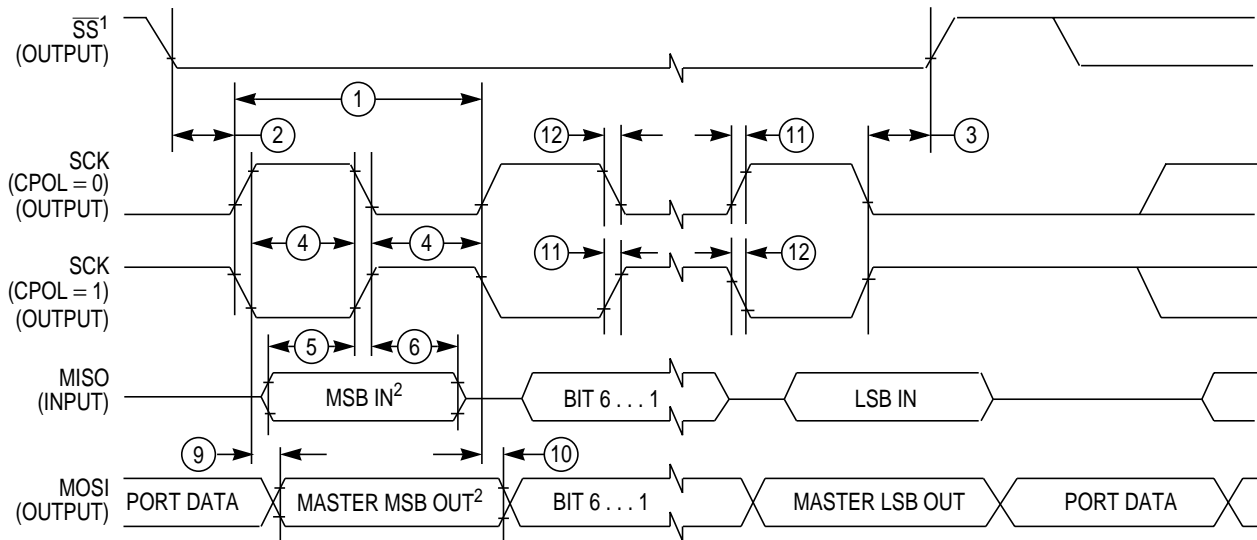 SS¹
(OUTPUT)
1
2
12
11
3
SCK
(CPOL = 0)
(OUTPUT)
4
4
11
12
SCK
(CPOL = 1)
(OUTPUT)
5
6
MISO
(INPUT)
MSB IN²
BIT 6 . . . 1
LSB IN
9
10
MOSI
(OUTPUT)
PORT DATA
MASTER MSB OUT²
BIT 6 . . . 1
MASTER LSB OUT
PORT DATA